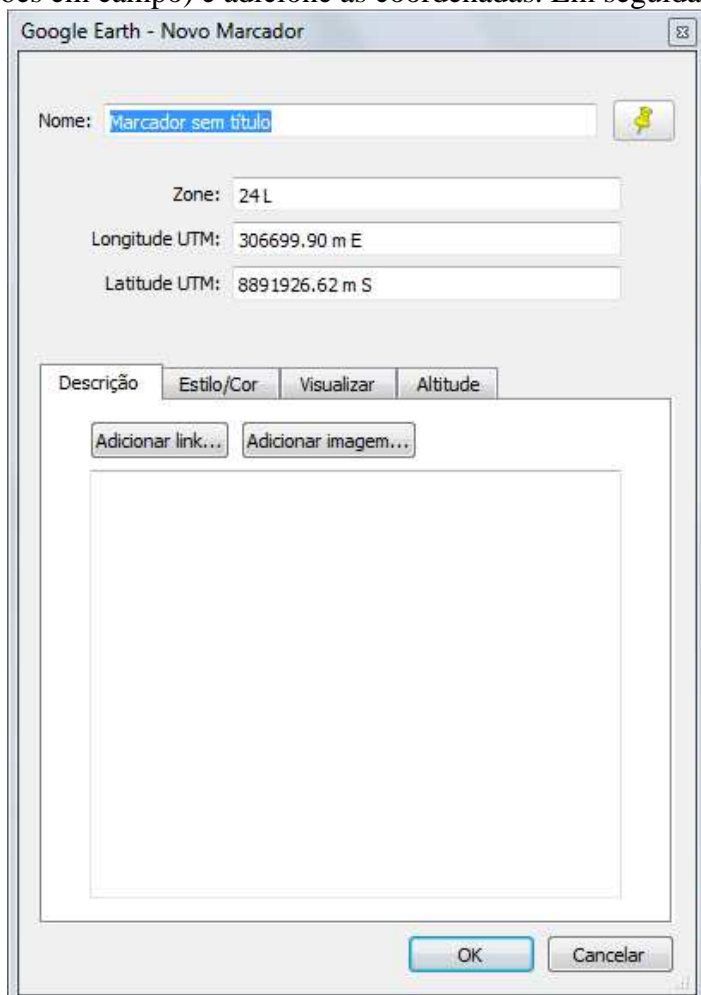 ões em campo) e adicione as coordenadas. Em seguida
Google Earth - Novo Marcador
Nome: Marcador sem título
Zone: 24 L
Longitude UTM: 306699.90 m E
Latitude UTM: 8891926.62 m S
Descrição Estilo/Cor Visualizar Altitude
Adicionar link... Adicionar imagem...
OK Cancelar